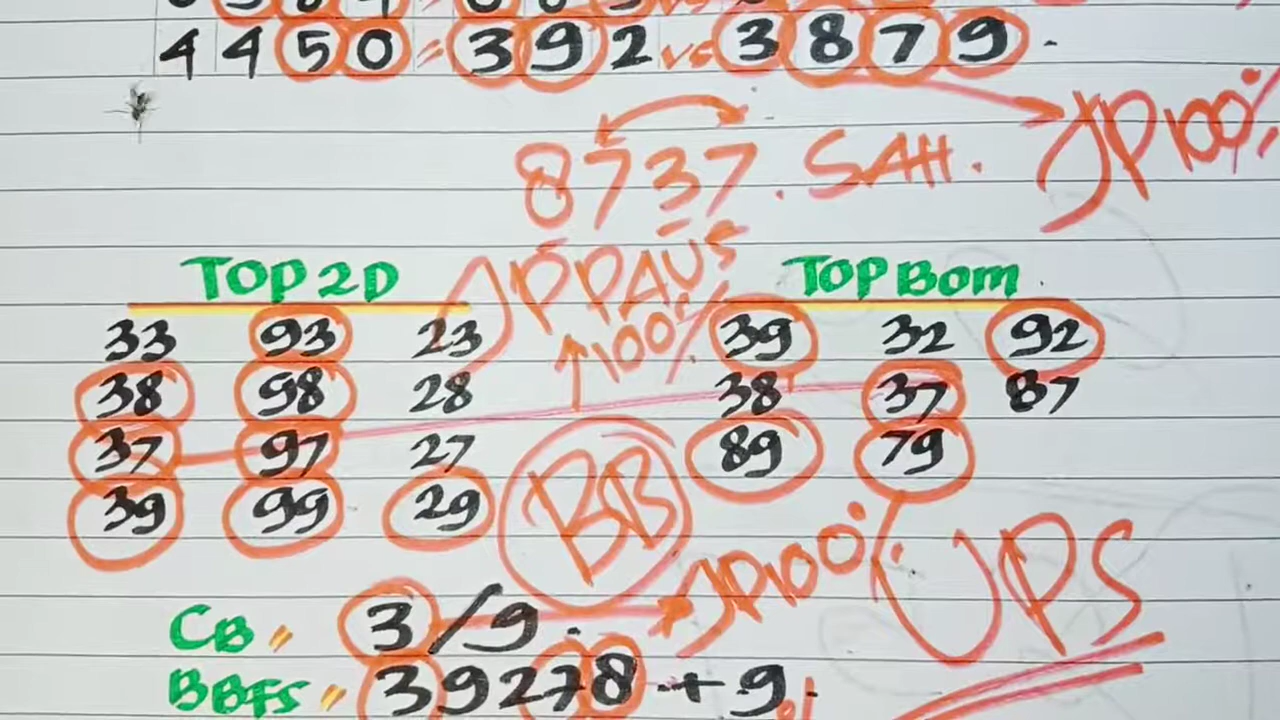 4450 = 392 vs 3879.
JP100%
8737. SAH.
JP PAUS
100%
TOP 2D
33 93 23
38 98 28
37 97 27
39 99 29
TOP BOM
39 32 92
38 37 87
89 79
BB
JP100%
UPS
CB = 3/9.
BBFS = 39278 + 9.